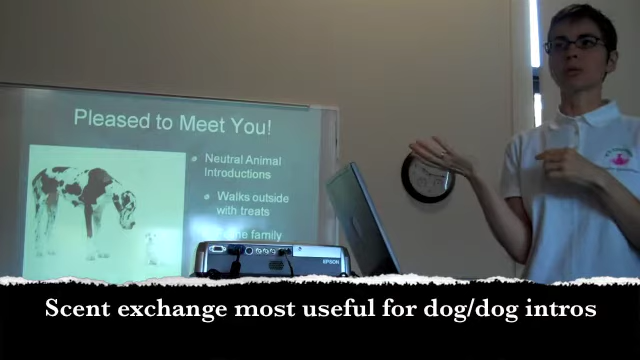 Pleased to Meet You!
Neutral Animal
Introductions
Walks outside
with treats
family
EPSON
Scent exchange most useful for dog/dog intros